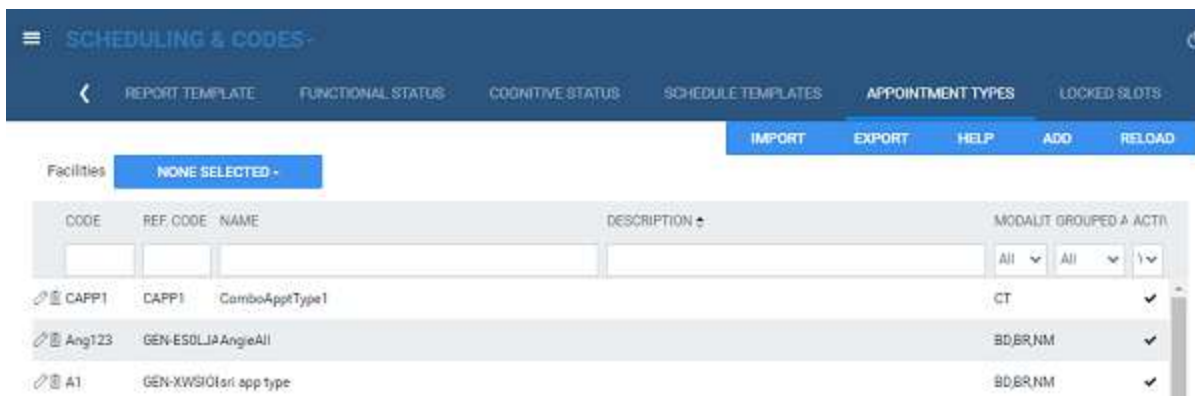 SCHEDULING & CODES
REPORT TEMPLATE FUNCTIONAL STATUS COGNITIVE STATUS SCHEDULE TEMPLATES APPOINTMENT TYPES LOCKED SLOTS
IMPORT EXPORT HELP ADD RELOAD
Facilities NONE SELECTED
CODE REF. CODE NAME DESCRIPTION MODALIT GROUPED A ACTI
All All
CAPP1 CAPP1 ComboApptType1 CT
Ang123 AngieAll BD,BR,NM
A1 sri app type BD,BR,NM